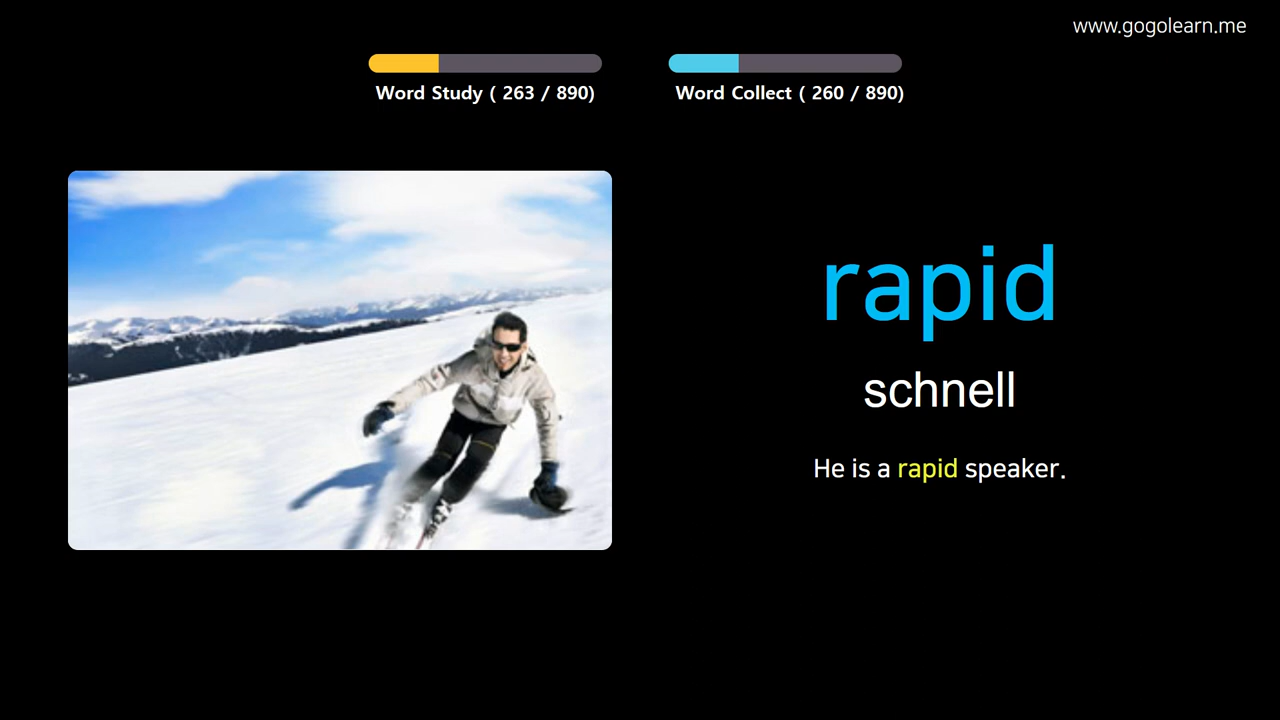 www.gogolearn.me
Word Study ( 263 / 890)
Word Collect ( 260 / 890)
rapid
schnell
He is a rapid speaker.